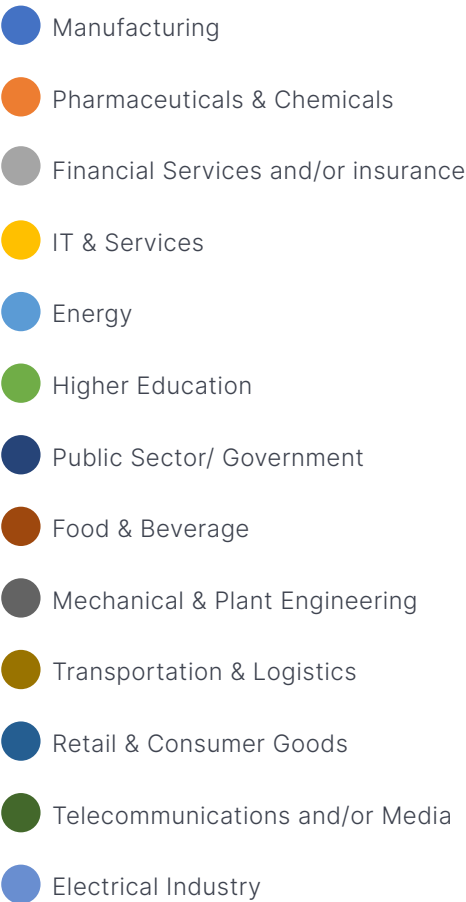 Manufacturing
Pharmaceuticals & Chemicals
Financial Services and/or insurance
IT & Services
Energy
Higher Education
Public Sector/ Government
Food & Beverage
Mechanical & Plant Engineering
Transportation & Logistics
Retail & Consumer Goods
Telecommunications and/or Media
Electrical Industry